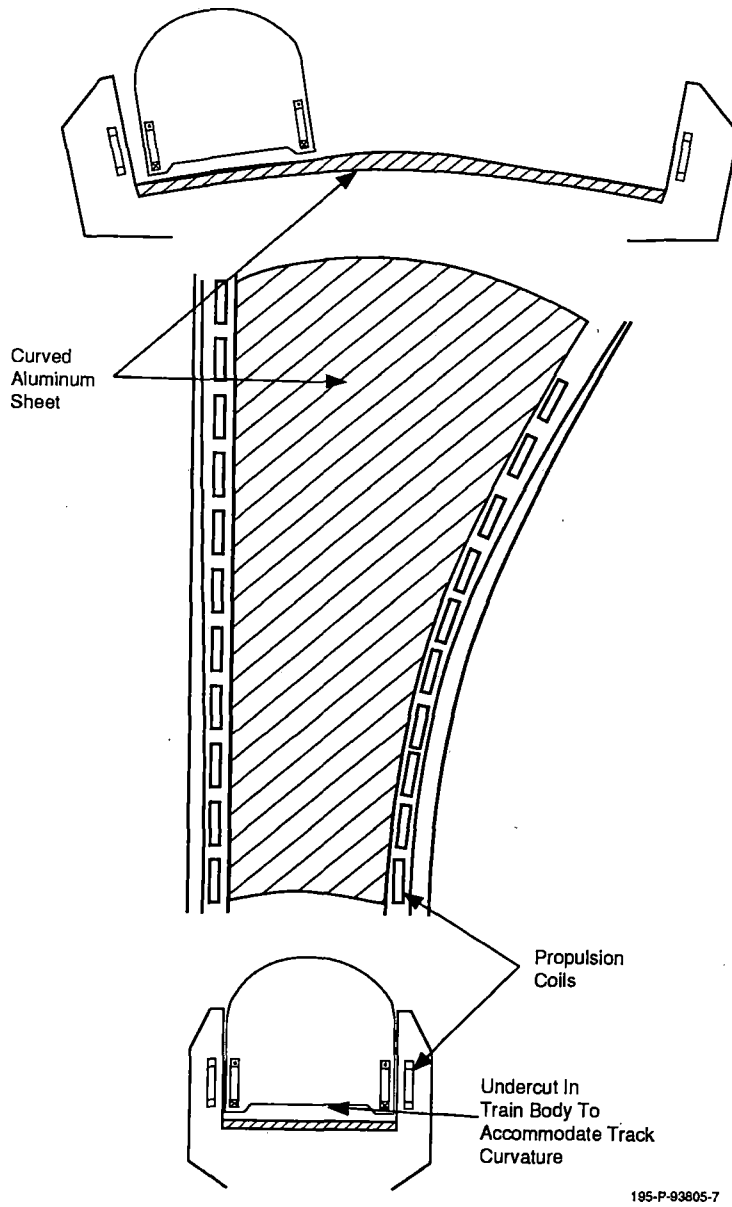 Curved
Aluminum
Sheet
Propulsion
Coils
Undercut In
Train Body To
Accommodate Track
Curvature
195-P-93805-7